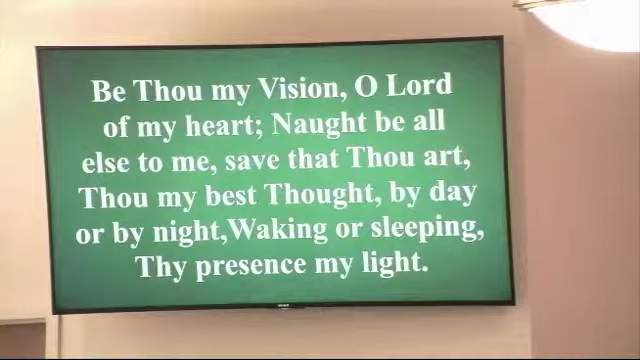 Be Thou my Vision, O Lord
of my heart; Naught be all
else to me, save that Thou art,
Thou my best Thought, by day
or by night,Waking or sleeping,
Thy presence my light.